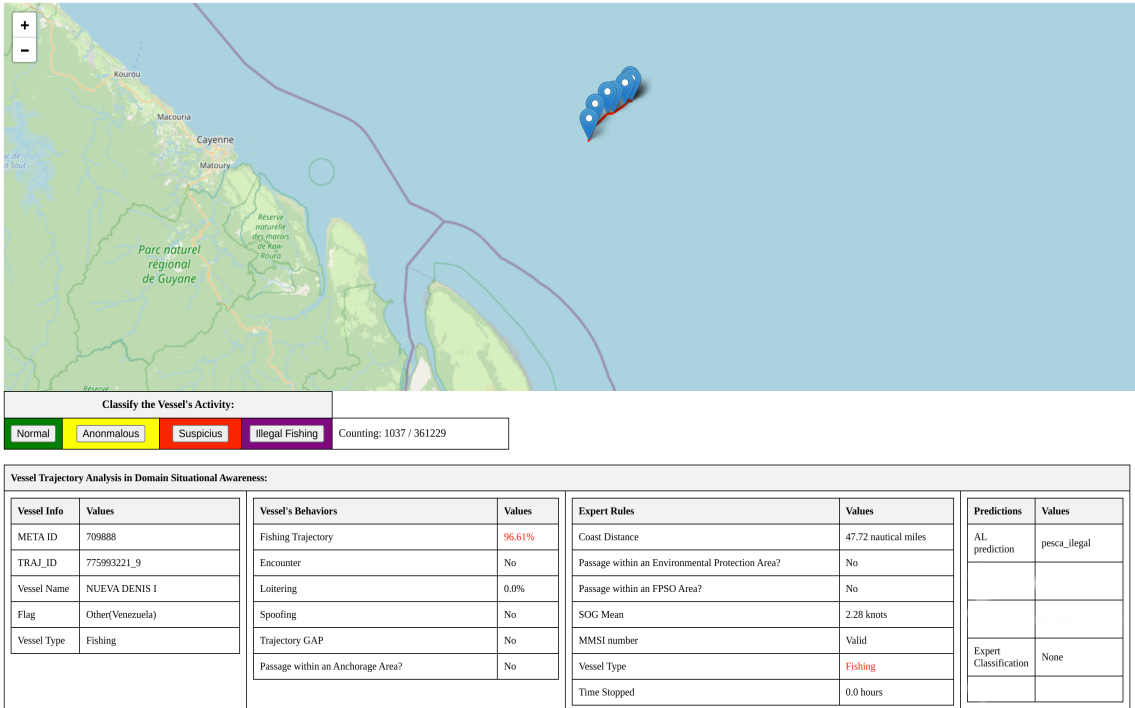 +
−
Kourou
Macouria
Cayenne
Matoury
Réserve
naturelle
des marais
de Kaw-
Roura
Parc naturel
régional
de Guyane
Réserve
Classify the Vessel's Activity:
Normal Anonmalous Suspicius Illegal Fishing Counting: 1037 / 361229
Vessel Trajectory Analysis in Domain Situational Awareness:
Vessel Info Values
META ID 709888
TRAJ_ID 775993221_9
Vessel Name NUEVA DENIS I
Flag Other(Venezuela)
Vessel Type Fishing
Vessel's Behaviors Values
Fishing Trajectory 96.61%
Encounter No
Loitering 0.0%
Spoofing No
Trajectory GAP No
Passage within an Anchorage Area? No
Expert Rules Values
Coast Distance 47.72 nautical miles
Passage within an Environmental Protection Area? No
Passage within an FPSO Area? No
SOG Mean 2.28 knots
MMSI number Valid
Vessel Type Fishing
Time Stopped 0.0 hours
Predictions Values
AL
prediction pesca_ilegal
Expert
Classification None